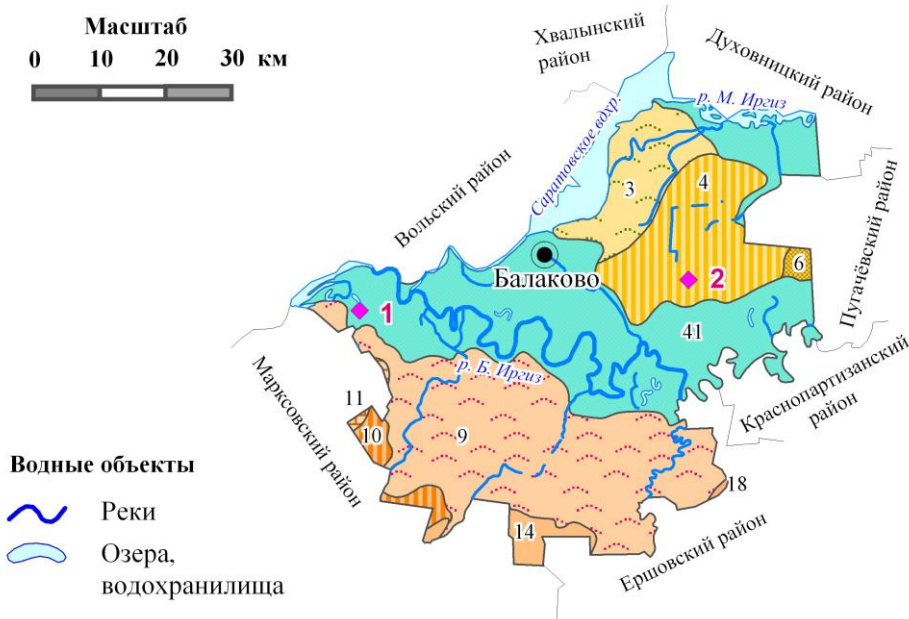 Масштаб
0 10 20 30 км
Хвалынский
район
Духовницкий район
р. М. Иргиз
Саратовское вдхр.
Вольский район
3
4
Пугачёвский район
6
Балаково
2
1
41
р. Б. Иргиз
Марксовский район
Краснопартизанский
район
11
10
9
18
14
Ершовский район
Водные объекты
Реки
Озера,
водохранилища